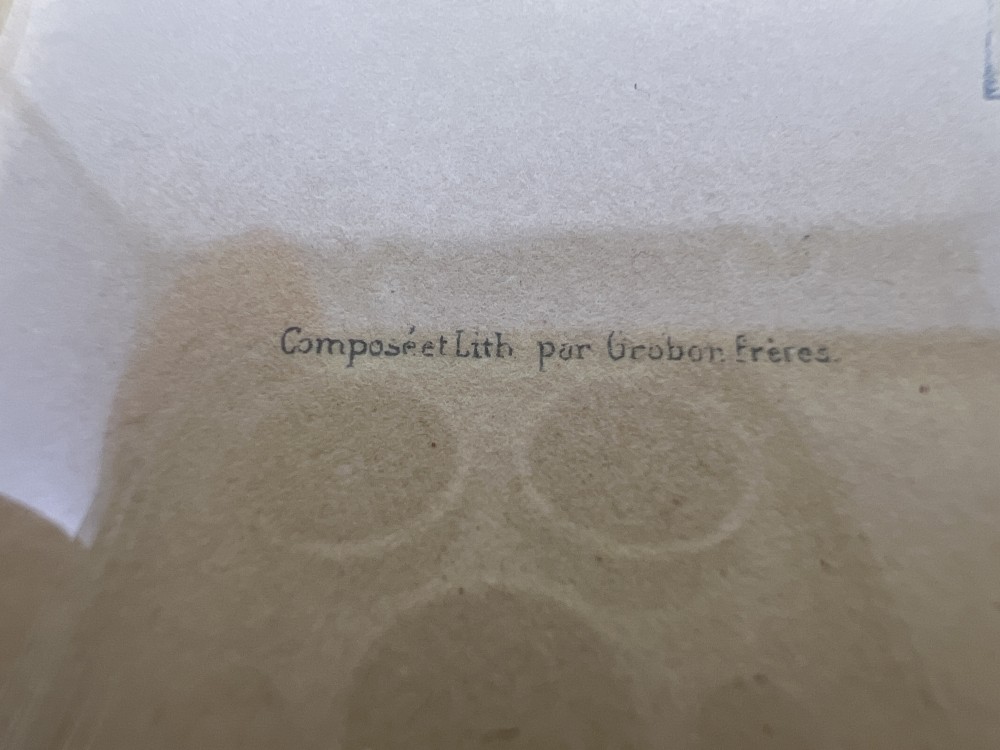 Composé et Lith. par Grobon Frères.